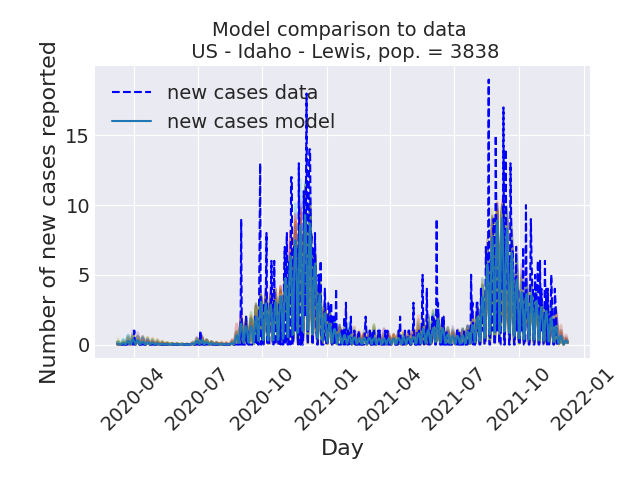 Model comparison to data
US - Idaho - Lewis, pop. = 3838
new cases data
new cases model
Number of new cases reported
15
10
5
0
2020-04
2020-07
2020-10
2021-01
2021-04
2021-07
2021-10
2022-01
Day